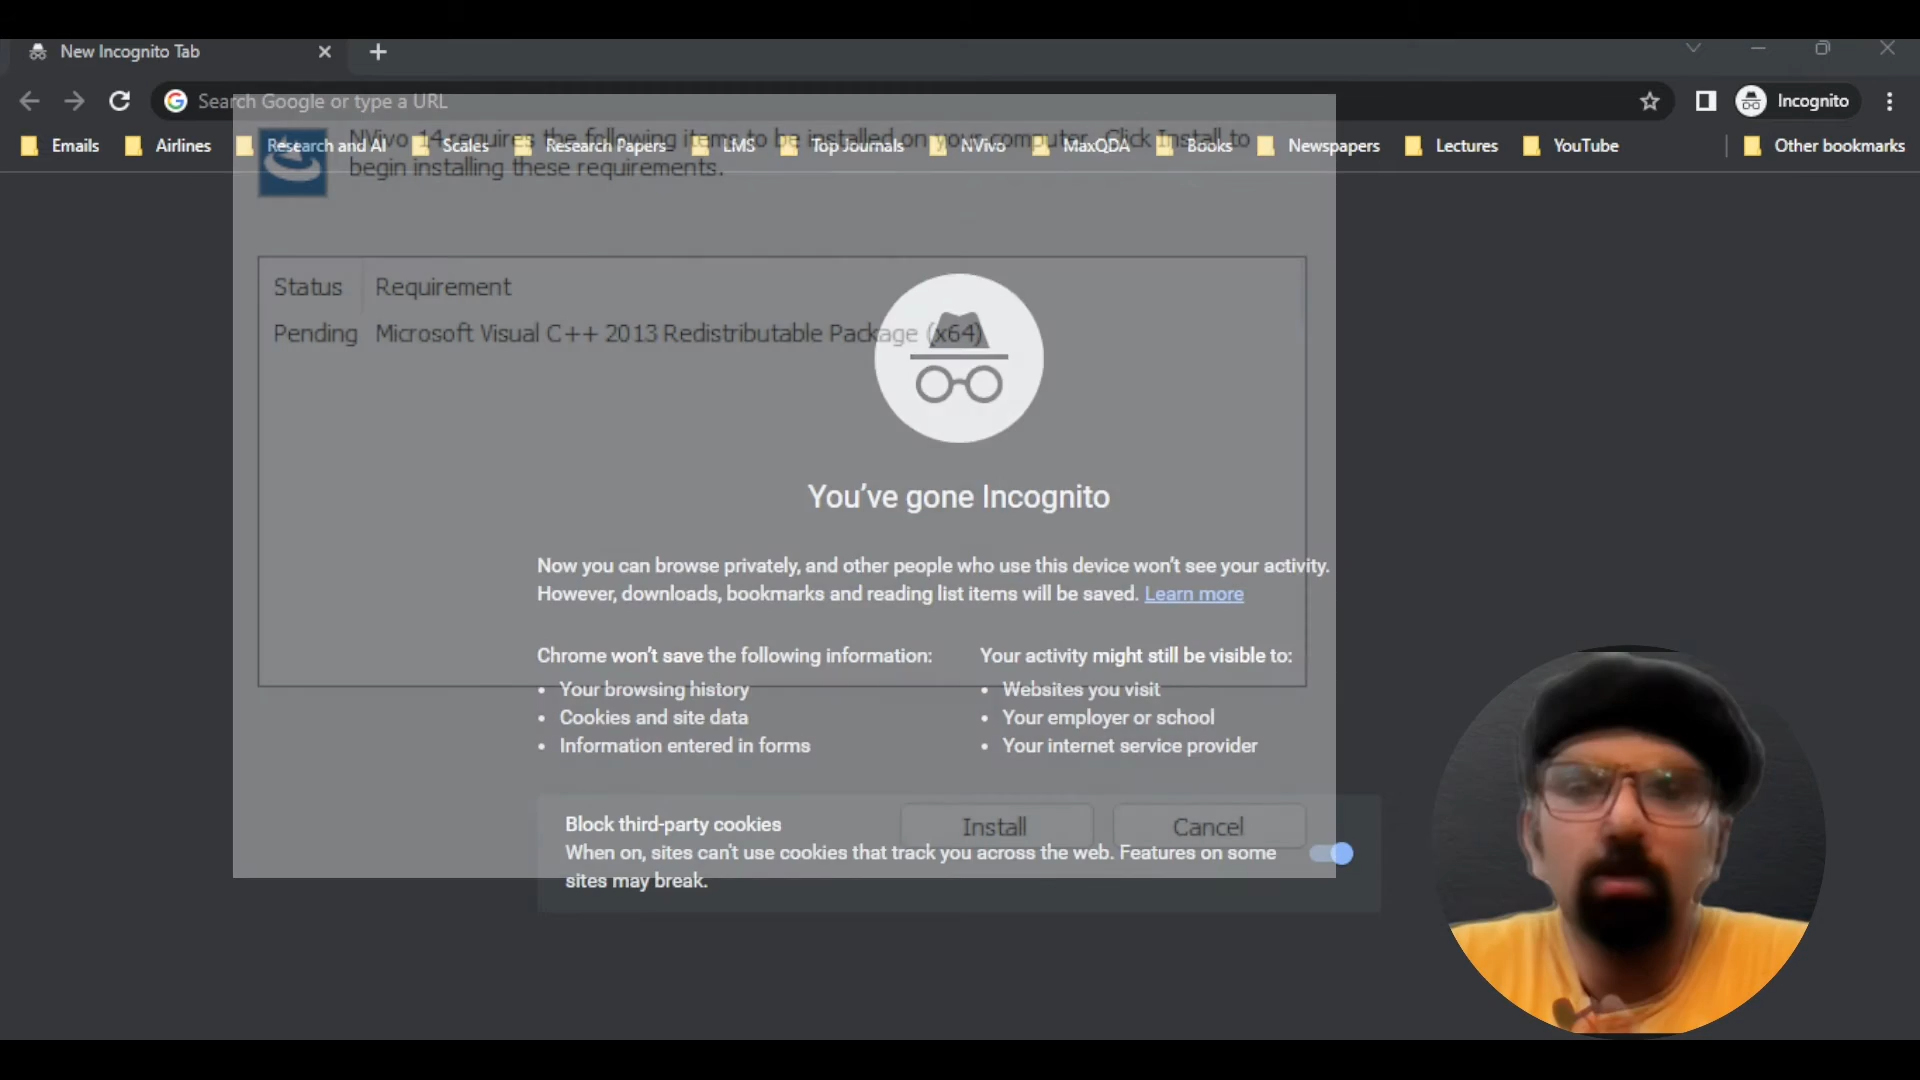 New Incognito Tab
Search Google or type a URL
Incognito
NVivo 14 requires the following items to be installed on your computer. Click Install to
begin installing these requirements.
Emails
Airlines
Research and AI
Scales
Research Papers
LMS
Top Journals
NVivo
MaxQDA
Books
Newspapers
Lectures
YouTube
Other bookmarks
Status Requirement
Pending Microsoft Visual C++ 2013 Redistributable Package (x64)
You've gone Incognito
Now you can browse privately, and other people who use this device won't see your activity.
However, downloads, bookmarks and reading list items will be saved. Learn more
Chrome won't save the following information:
• Your browsing history
• Cookies and site data
• Information entered in forms
Your activity might still be visible to:
• Websites you visit
• Your employer or school
• Your internet service provider
Install
Cancel
Block third-party cookies
When on, sites can't use cookies that track you across the web. Features on some
sites may break.